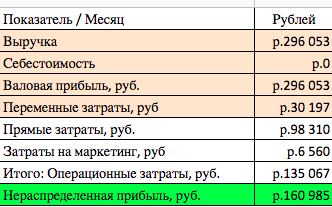 Показатель / Месяц Рублей
Выручка р.296 053
Себестоимость р.0
Валовая прибыль, руб. р.296 053
Переменные затраты, руб р.30 197
Прямые затраты, руб. р.98 310
Затраты на маркетинг, руб р.6 560
Итого: Операционные затраты, руб. р.135 067
Нераспределенная прибыль, руб. р.160 985